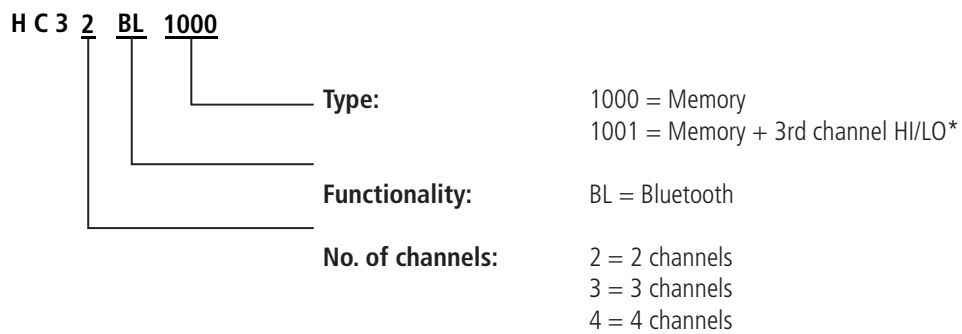 HC3 2 BL 1000
Type: 1000 = Memory
1001 = Memory + 3rd channel HI/LO*
Functionality: BL = Bluetooth
No. of channels: 2 = 2 channels
3 = 3 channels
4 = 4 channels